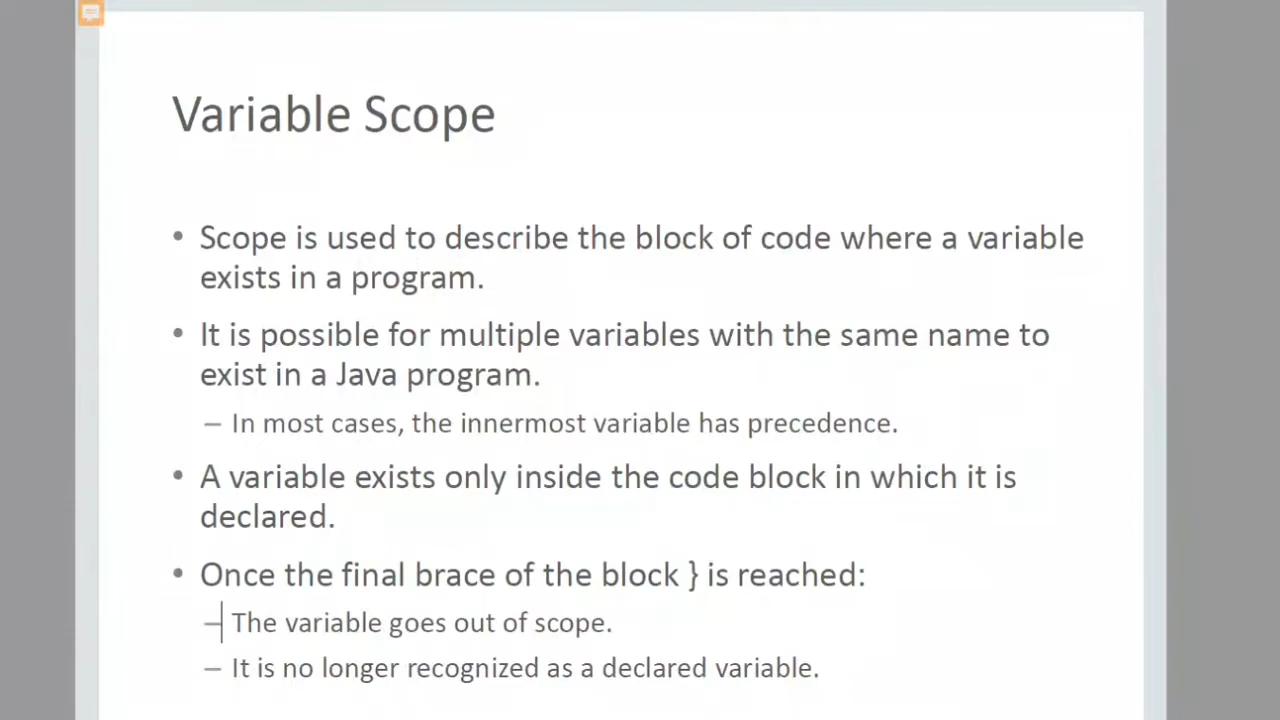 Variable Scope
• Scope is used to describe the block of code where a variable
exists in a program.
• It is possible for multiple variables with the same name to
exist in a Java program.
– In most cases, the innermost variable has precedence.
• A variable exists only inside the code block in which it is
declared.
• Once the final brace of the block } is reached:
– The variable goes out of scope.
– It is no longer recognized as a declared variable.